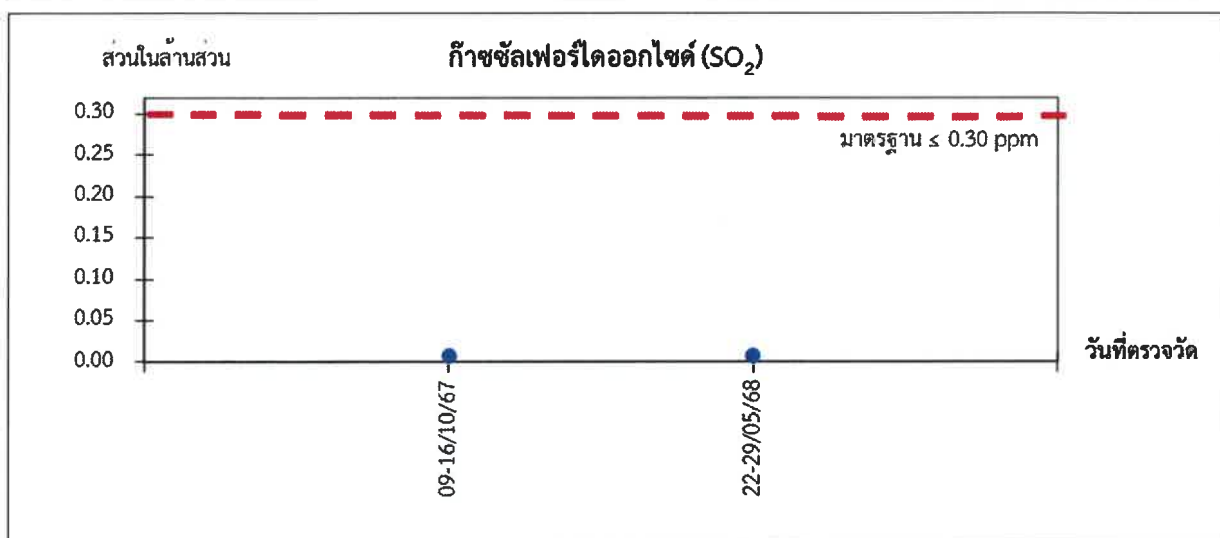 ส่วนในล้านส่วน
ก๊าซซัลเฟอร์ไดออกไซด์ (SO₂)
0.30
0.25
0.20
0.15
0.10
0.05
0.00
มาตรฐาน ≤ 0.30 ppm
วันที่ตรวจวัด
09-16/10/67
22-29/05/68